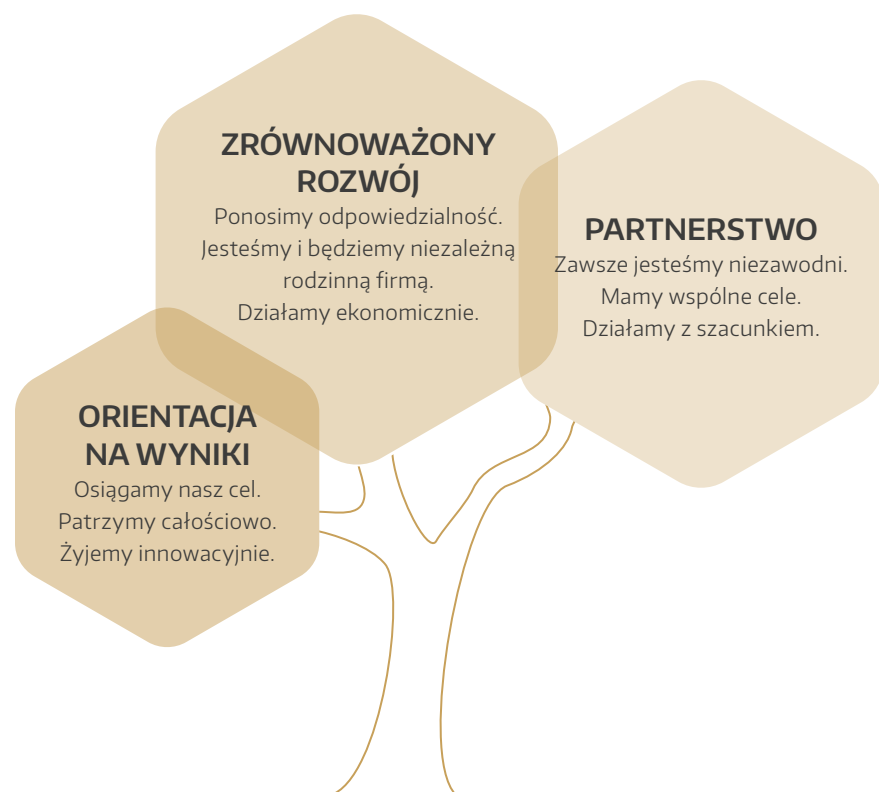 ZRÓWNOWAŻONY
ROZWÓJ
Ponosimy odpowiedzialność.
Jesteśmy i będziemy niezależną
rodzinną firmą.
Działamy ekonomicznie.
PARTNERSTWO
Zawsze jesteśmy niezawodni.
Mamy wspólne cele.
Działamy z szacunkiem.
ORIENTACJA
NA WYNIKI
Osiągamy nasz cel.
Patrzymy całościowo.
Żyjemy innowacyjnie.